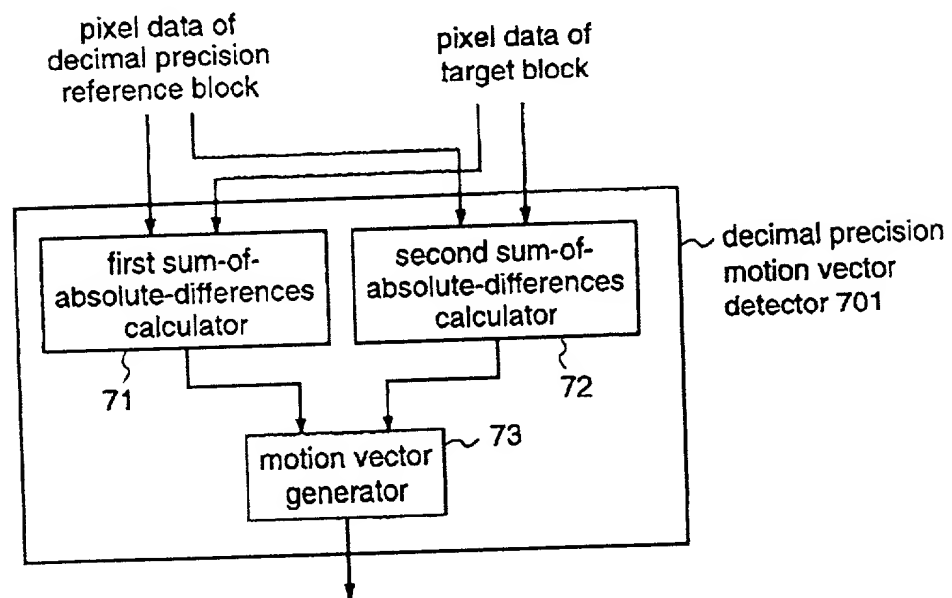 pixel data of
decimal precision
reference block
pixel data of
target block
first sum-of-
absolute-differences
calculator
second sum-of-
absolute-differences
calculator
decimal precision
motion vector
detector 701
71
72
motion vector
generator
73